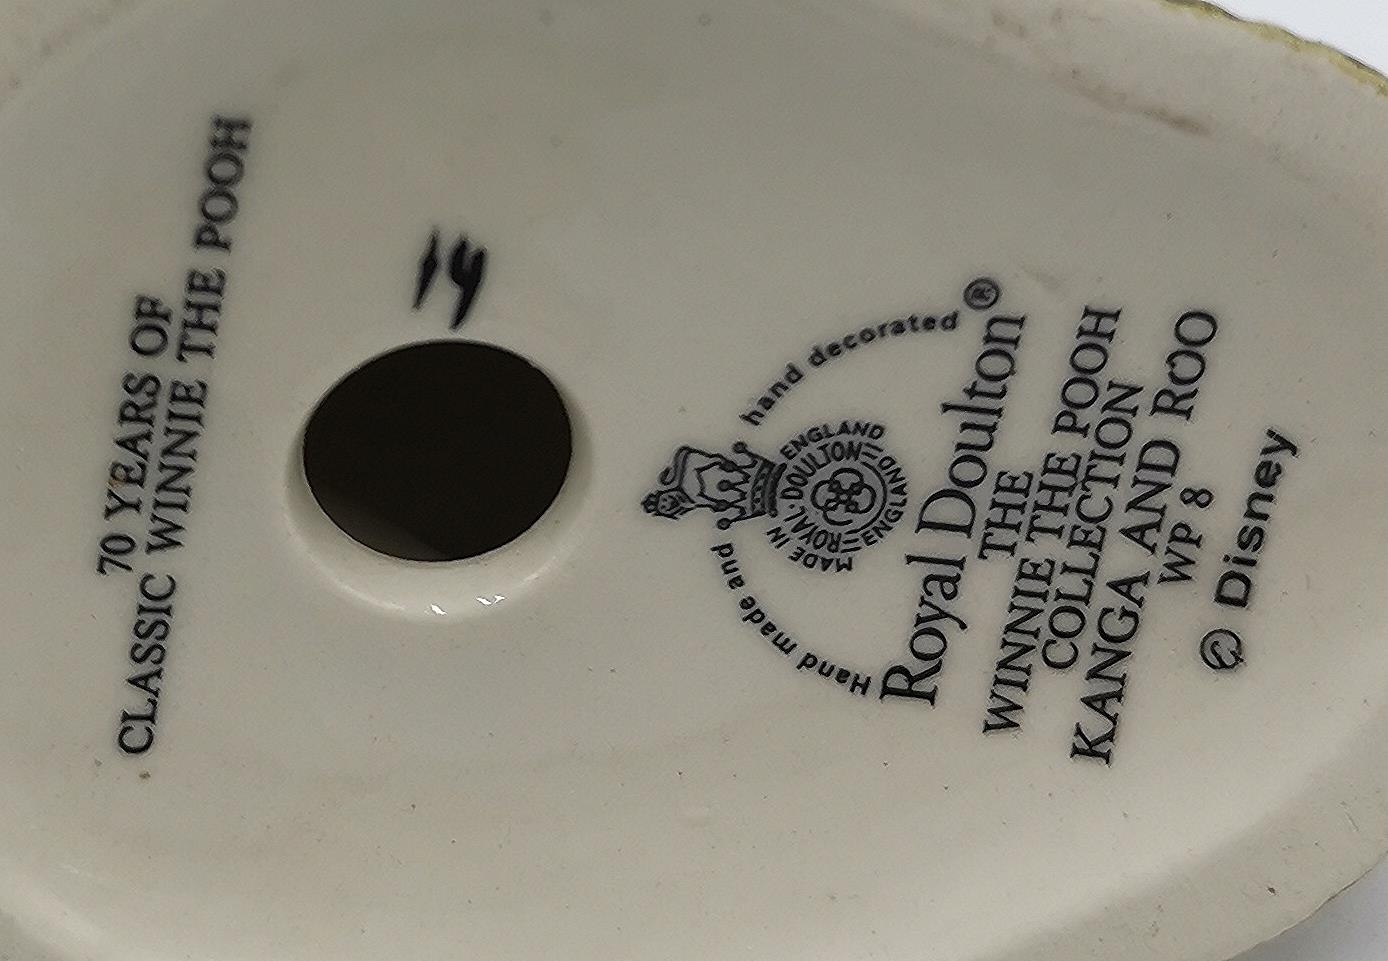 70 YEARS OF
CLASSIC WINNIE THE POOH
14
Hand made and hand decorated
MADE IN ENGLAND
ROYAL DOULTON
ENGLAND
Royal Doulton®
THE
WINNIE THE POOH
COLLECTION
KANGA AND ROO
WP 8
© Disney